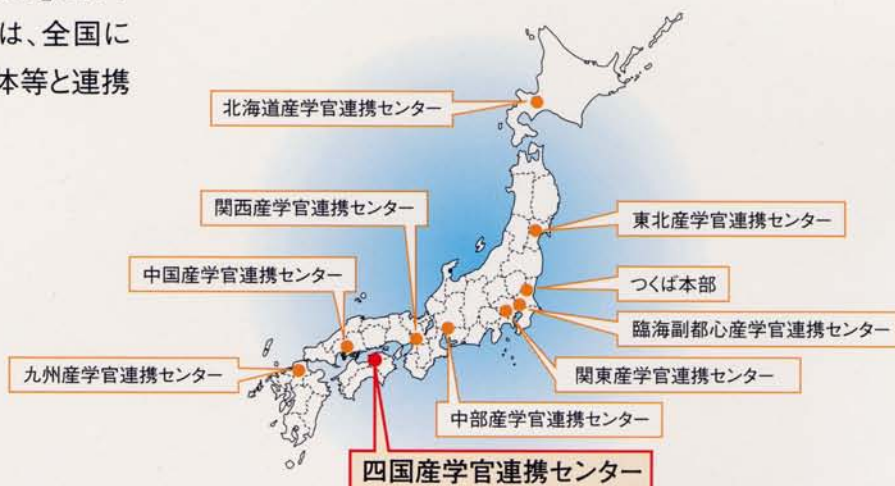 は、全国に
体等と連携
北海道産学官連携センター
関西産学官連携センター
東北産学官連携センター
中国産学官連携センター
つくば本部
臨海副都心産学官連携センター
九州産学官連携センター
関東産学官連携センター
中部産学官連携センター
四国産学官連携センター